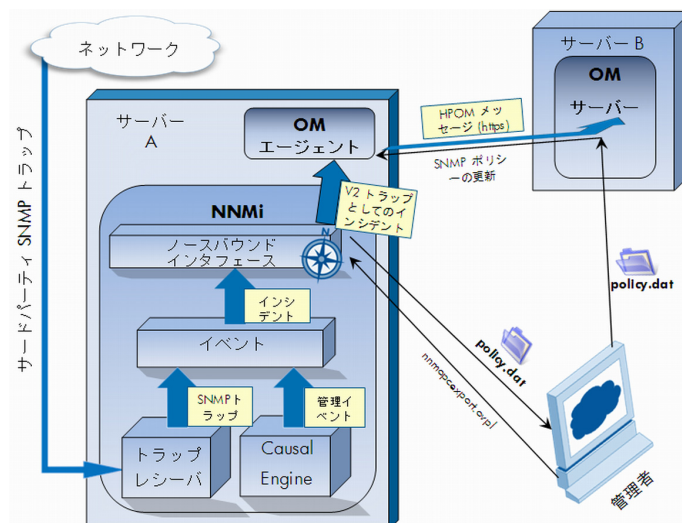 ネットワーク
サードパーティ SNMP トラップ
サーバー
A
OM
エージェント
HPOM メッ
セージ (https)
SNMP ポリシ
ーの更新
サーバー B
OM
サーバー
NNMi
V2 トラップ
としてのイ
ンシデント
ノースバウンド
インタフェース
N
インシ
デント
イベント
SNMPト
ラップ
管理イ
ベント
トラップ
レシーバ
Causal
Engine
policy.dat
policy.dat
nnmopcexport.ovpl
管理者